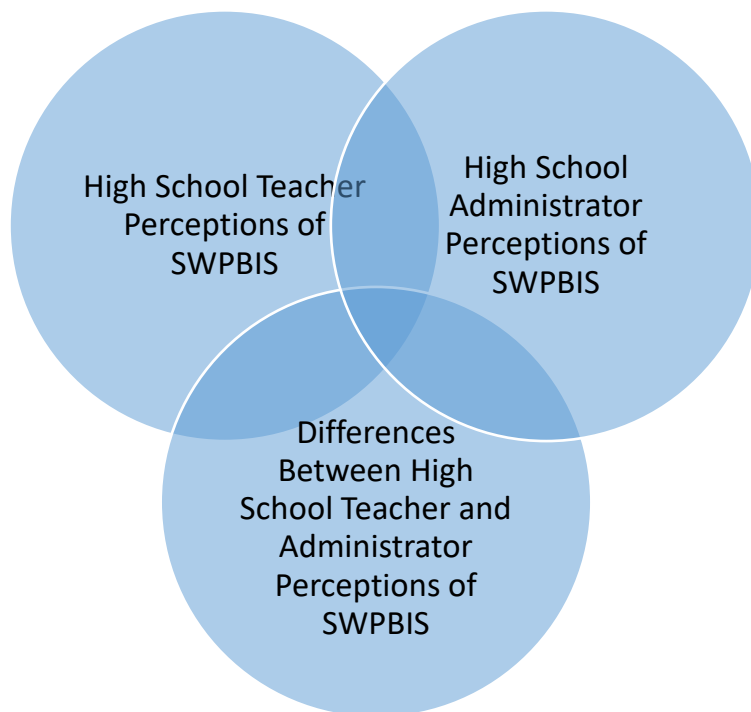 High School Teacher
Perceptions of
SWPBIS
High School
Administrator
Perceptions of
SWPBIS
Differences
Between High
School Teacher and
Administrator
Perceptions of
SWPBIS